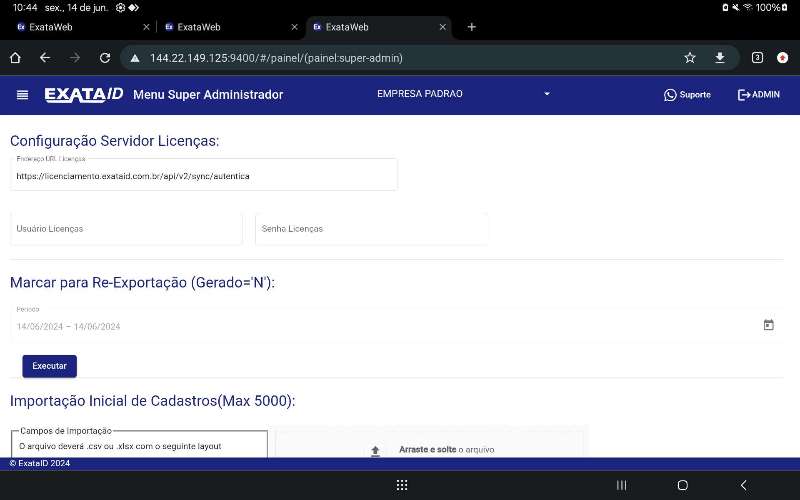 10:44 sex., 14 de jun. 100%
ExataWeb ExataWeb ExataWeb
144.22.149.125:9400/#/painel/(painel:super-admin) 3
EXATAID Menu Super Administrador EMPRESA PADRAO Suporte ADMIN
Configuração Servidor Licenças:
Endereço URL Licenças
https://licenciamento.exataid.com.br/api/v2/sync/autentica
Usuário Licenças Senha Licenças
Marcar para Re-Exportação (Gerado='N'):
Período
14/06/2024 – 14/06/2024
Executar
Importação Inicial de Cadastros(Max 5000):
Campos de Importação
O arquivo deverá .csv ou .xlsx com o seguinte layout
Arraste e solte o arquivo
© ExataID 2024